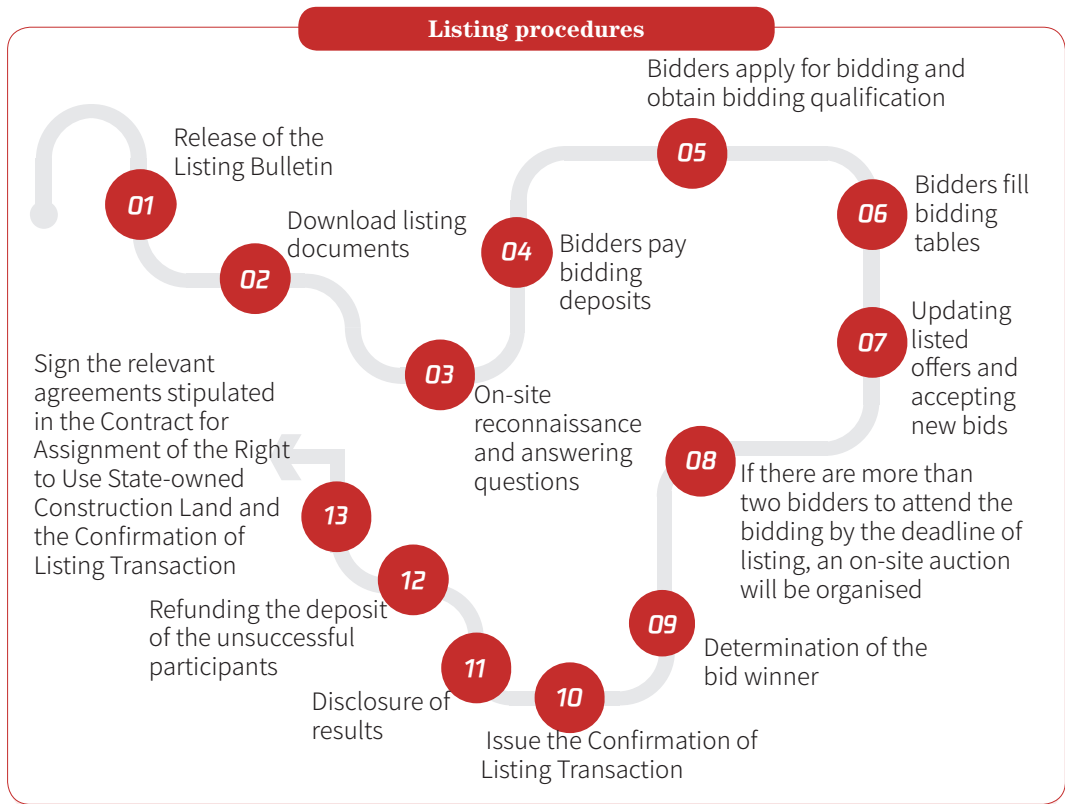 Listing procedures
01
Release of the
Listing Bulletin
02
Download listing
documents
03
On-site
reconnaissance
and answering
questions
04
Bidders pay
bidding
deposits
05
Bidders apply for bidding and
obtain bidding qualification
06
Bidders fill
bidding
tables
07
Updating
listed
offers and
accepting
new bids
08
If there are more than
two bidders to attend the
bidding by the deadline of
listing, an on-site auction
will be organised
09
Determination of the
bid winner
10
Issue the Confirmation of
Listing Transaction
11
Disclosure of
results
12
Refunding the deposit
of the unsuccessful
participants
13
Sign the relevant
agreements stipulated
in the Contract for
Assignment of the Right
to Use State-owned
Construction Land and
the Confirmation of
Listing Transaction